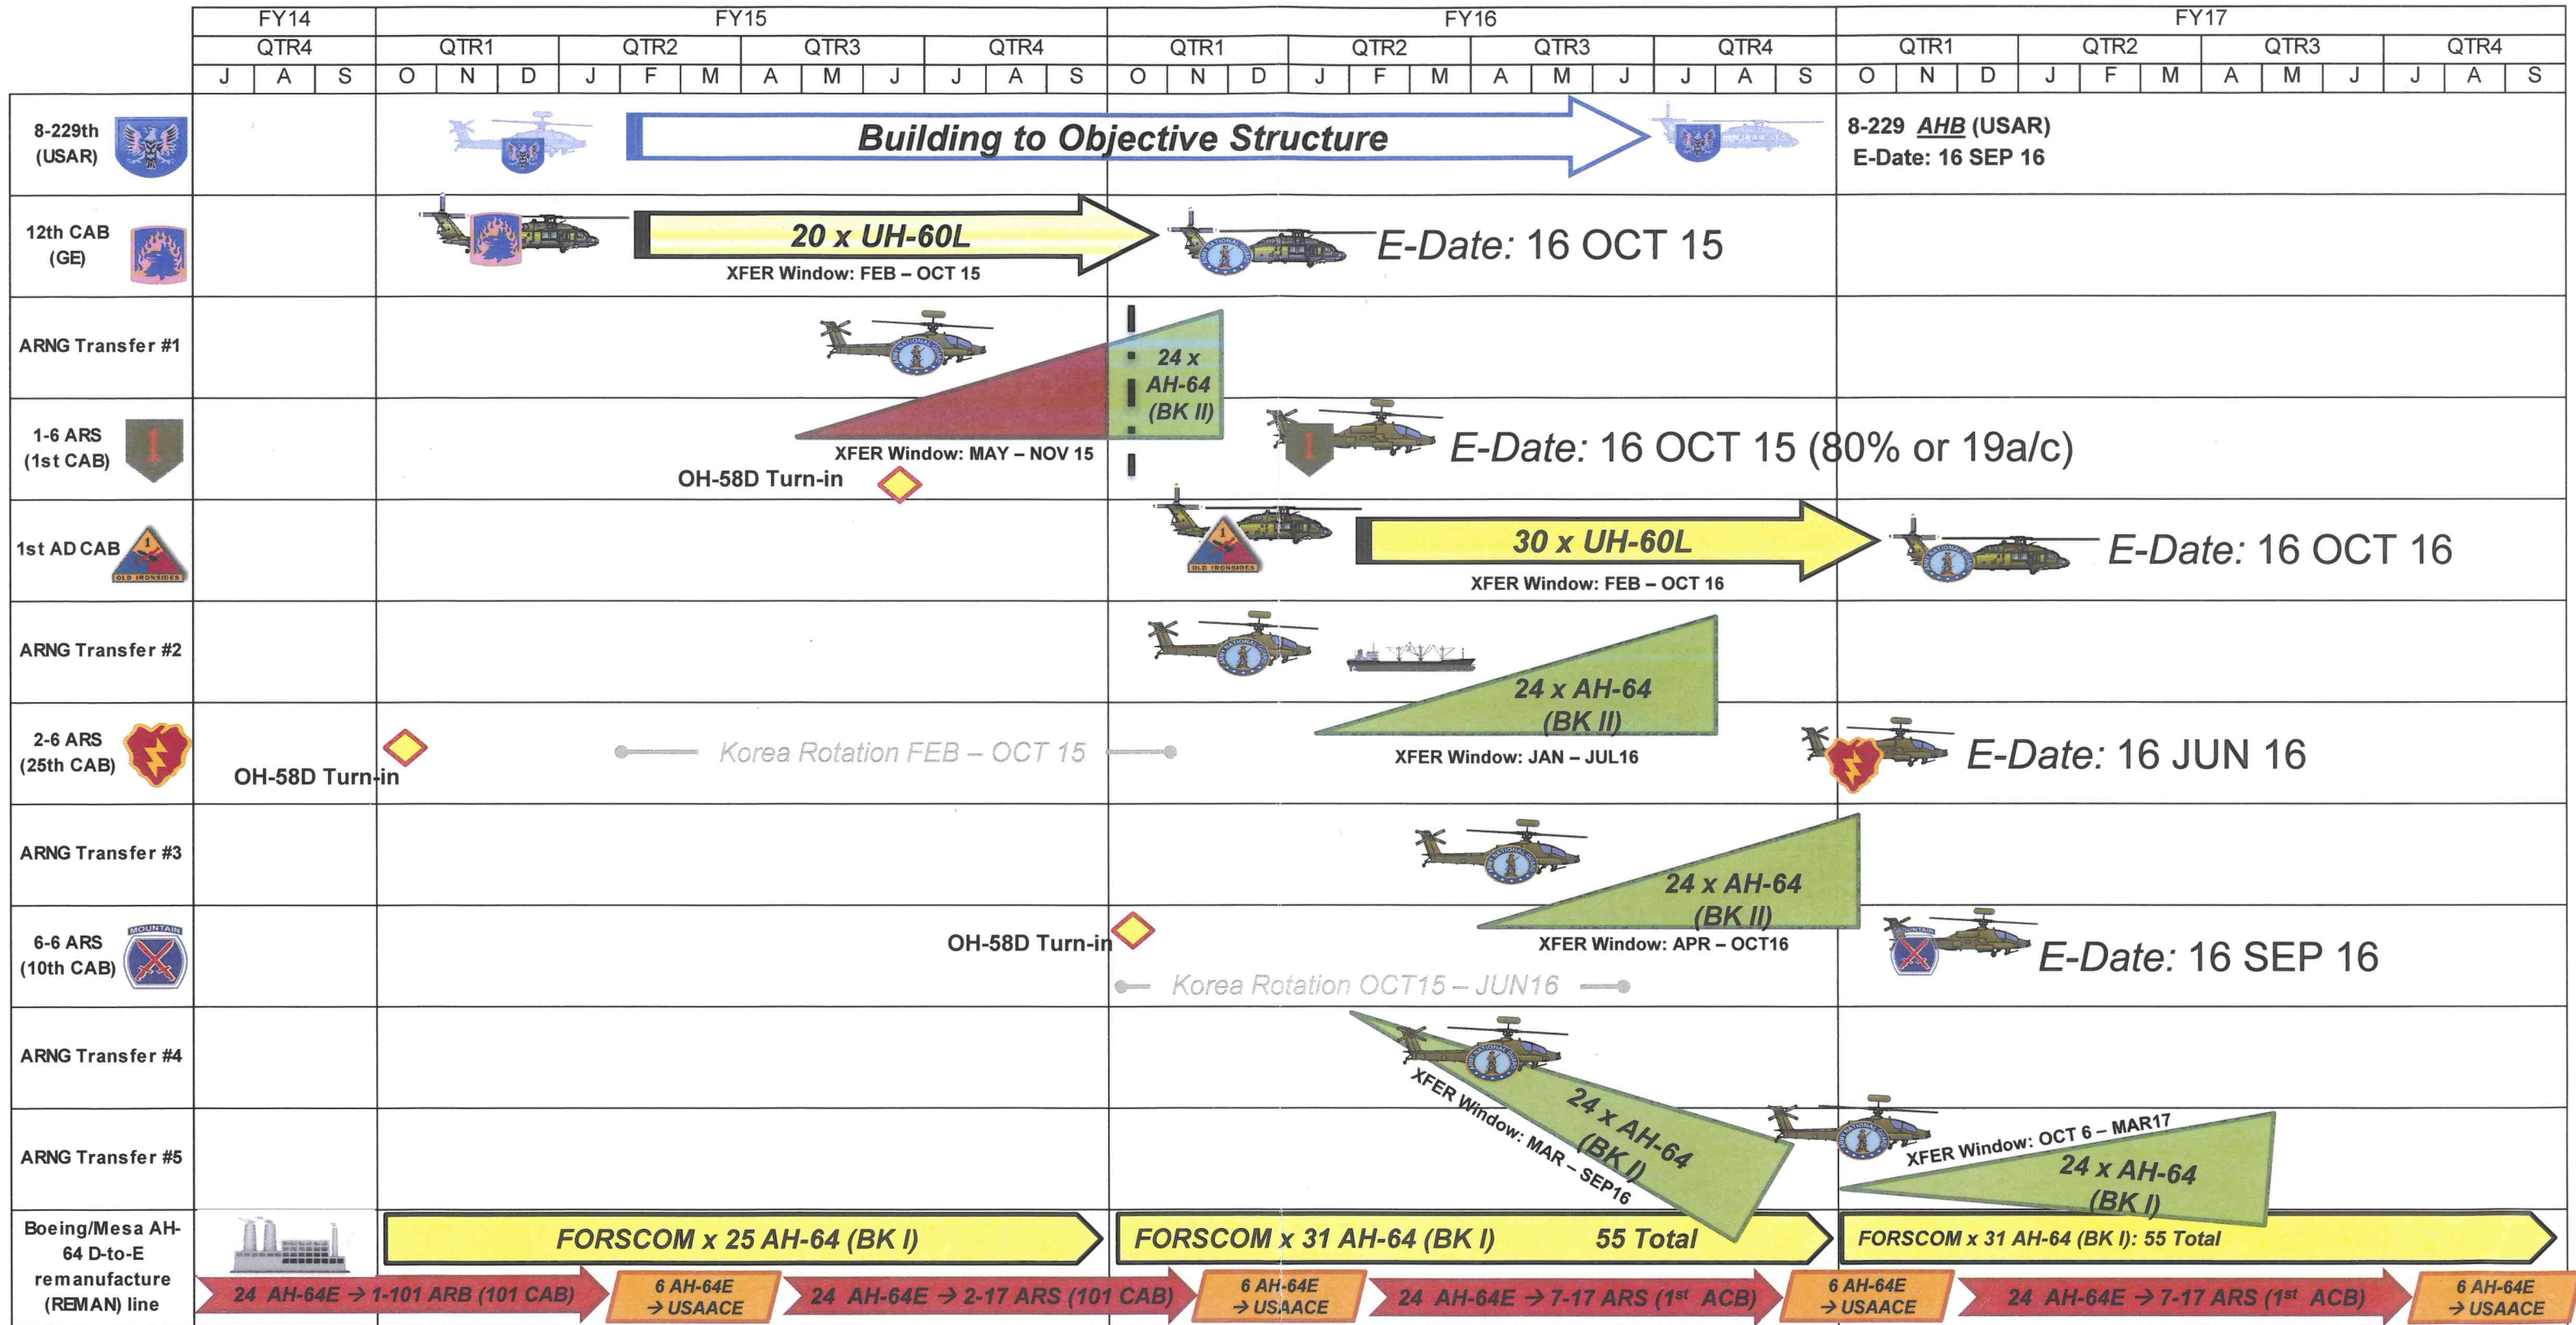 FY14 FY15 FY16 FY17
QTR4 QTR1 QTR2 QTR3 QTR4 QTR1 QTR2 QTR3 QTR4 QTR1 QTR2 QTR3 QTR4
J A S O N D J F M A M J J A S O N D J F M A M J J A S O N D J F M A M J J A S
8-229th
(USAR)
Building to Objective Structure
8-229 AHB (USAR)
E-Date: 16 SEP 16
12th CAB
(GE)
20 x UH-60L
XFER Window: FEB – OCT 15
E-Date: 16 OCT 15
ARNG Transfer #1
24 x
AH-64
(BK II)
1-6 ARS
(1st CAB)
1
XFER Window: MAY – NOV 15
OH-58D Turn-in
1
E-Date: 16 OCT 15 (80% or 19a/c)
1st AD CAB
1
OLD IRONSIDES
1
OLD IRONSIDES
30 x UH-60L
XFER Window: FEB – OCT 16
E-Date: 16 OCT 16
ARNG Transfer #2
24 x AH-64
(BK II)
2-6 ARS
(25th CAB)
OH-58D Turn-in
Korea Rotation FEB – OCT 15
XFER Window: JAN – JUL16
E-Date: 16 JUN 16
ARNG Transfer #3
24 x AH-64
(BK II)
6-6 ARS
(10th CAB)
MOUNTAIN
OH-58D Turn-in
XFER Window: APR – OCT16
Korea Rotation OCT15 – JUN16
MOUNTAIN
E-Date: 16 SEP 16
ARNG Transfer #4
24 x AH-64
(BK I)
XFER Window: MAR – SEP16
ARNG Transfer #5
XFER Window: OCT 6 – MAR17
24 x AH-64
(BK I)
Boeing/Mesa AH-
64 D-to-E
remanufacture
(REMAN) line
FORSCOM x 25 AH-64 (BK I)
FORSCOM x 31 AH-64 (BK I) 55 Total
FORSCOM x 31 AH-64 (BK I): 55 Total
24 AH-64E → 1-101 ARB (101 CAB)
6 AH-64E
→ USAACE
24 AH-64E → 2-17 ARS (101 CAB)
6 AH-64E
→ USAACE
24 AH-64E → 7-17 ARS (1st ACB)
6 AH-64E
→ USAACE
24 AH-64E → 7-17 ARS (1st ACB)
6 AH-64E
→ USAACE